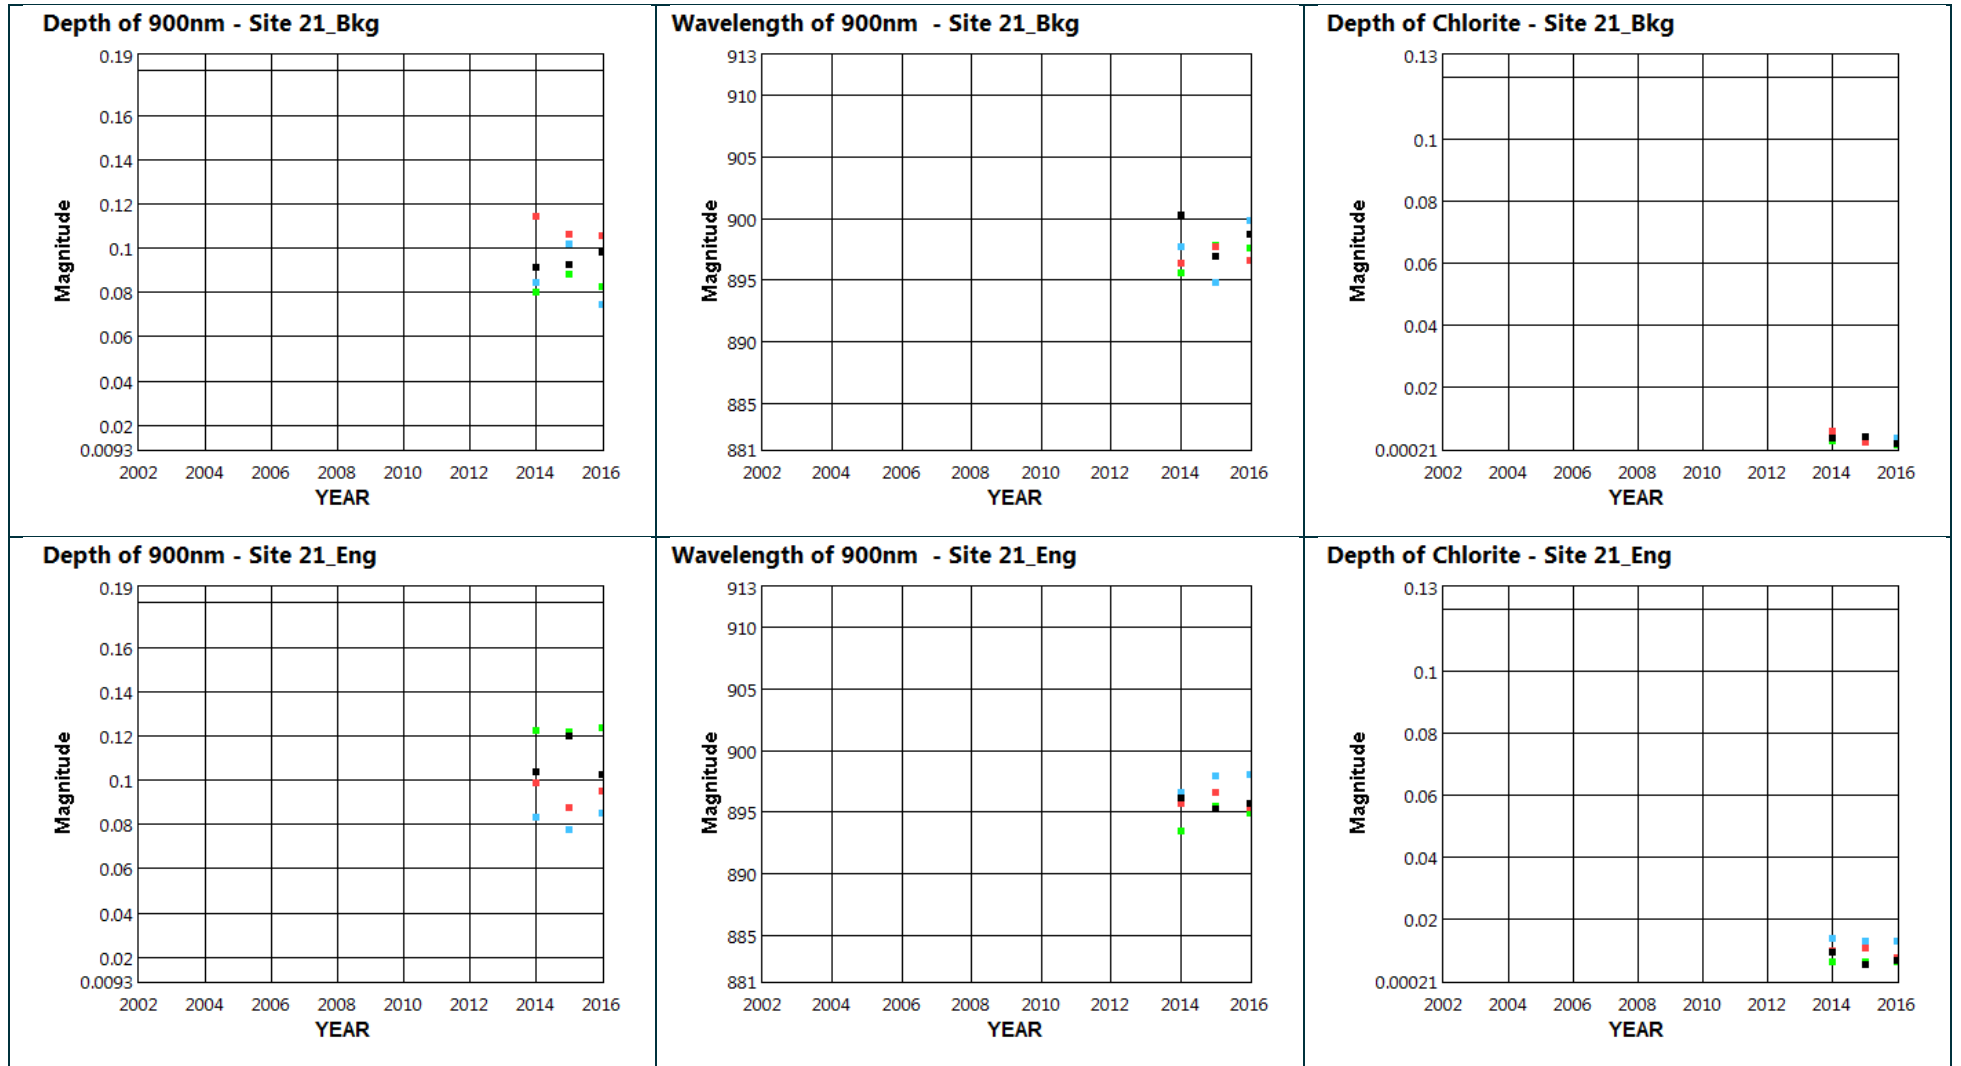 Depth of 900nm - Site 21_Bkg
0.19
0.16
0.14
0.12
0.1
0.08
0.06
0.04
0.02
0.0093
Magnitude
2002 2004 2006 2008 2010 2012 2014 2016
YEAR
Wavelength of 900nm - Site 21_Bkg
913
910
905
900
895
890
885
881
Magnitude
2002 2004 2006 2008 2010 2012 2014 2016
YEAR
Depth of Chlorite - Site 21_Bkg
0.13
0.1
0.08
0.06
0.04
0.02
0.00021
Magnitude
2002 2004 2006 2008 2010 2012 2014 2016
YEAR
Depth of 900nm - Site 21_Eng
0.19
0.16
0.14
0.12
0.1
0.08
0.06
0.04
0.02
0.0093
Magnitude
2002 2004 2006 2008 2010 2012 2014 2016
YEAR
Wavelength of 900nm - Site 21_Eng
913
910
905
900
895
890
885
881
Magnitude
2002 2004 2006 2008 2010 2012 2014 2016
YEAR
Depth of Chlorite - Site 21_Eng
0.13
0.1
0.08
0.06
0.04
0.02
0.00021
Magnitude
2002 2004 2006 2008 2010 2012 2014 2016
YEAR